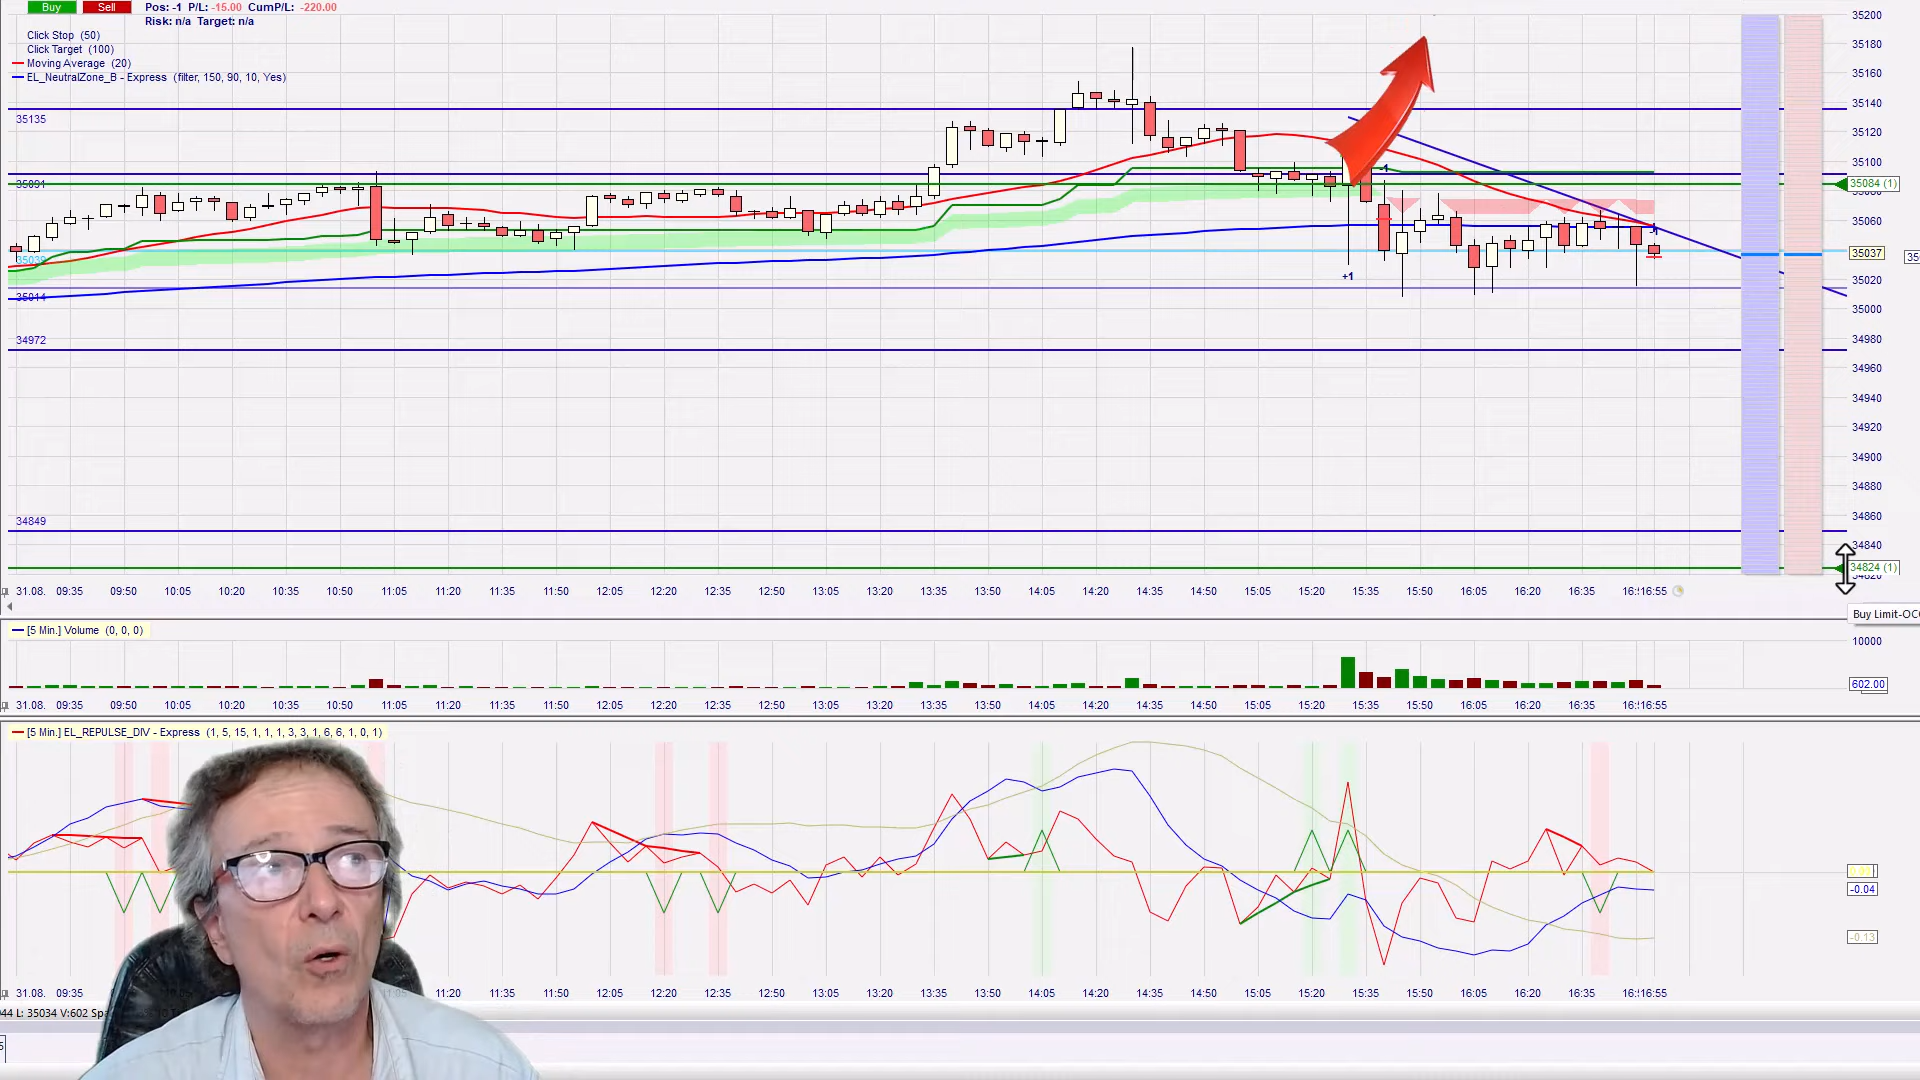 Buy Sell Pos: -1 P/L: -15.00 CumP/L: -220.00
Risk: n/a Target: n/a
Click Stop (50)
Click Target (100)
Moving Average (20)
EL_NeutralZone_B - Express (filter, 150, 90, 10, Yes)
35200
35180
35160
35140
35135
35120
35100
35084 (1)
35060
35039
35037
35020
35014
35000
34980
34972
34960
34940
34920
34900
34880
34860
34849
34840
34824 (1)
34820
-1
+1
-1
31.08. 09:35 09:50 10:05 10:20 10:35 10:50 11:05 11:20 11:35 11:50 12:05 12:20 12:35 12:50 13:05 13:20 13:35 13:50 14:05 14:20 14:35 14:50 15:05 15:20 15:35 15:50 16:05 16:20 16:35 16:55
Buy Limit-OCO
[5 Min.] Volume (0, 0, 0)
10000
602.00
31.08. 09:35 09:50 10:05 10:20 10:35 10:50 11:05 11:20 11:35 11:50 12:05 12:20 12:35 12:50 13:05 13:20 13:35 13:50 14:05 14:20 14:35 14:50 15:05 15:20 15:35 15:50 16:05 16:20 16:35 16:55
[5 Min.] EL_REPULSE_DIV - Express (1, 5, 15, 1, 1, 1, 3, 3, 1, 6, 6, 1, 0, 1)
-0.04
-0.13
31.08. 09:35 11:05 11:20 11:35 11:50 12:05 12:20 12:35 12:50 13:05 13:20 13:35 13:50 14:05 14:20 14:35 14:50 15:05 15:20 15:35 15:50 16:05 16:20 16:35 16:55
44 L: 35034 V:602